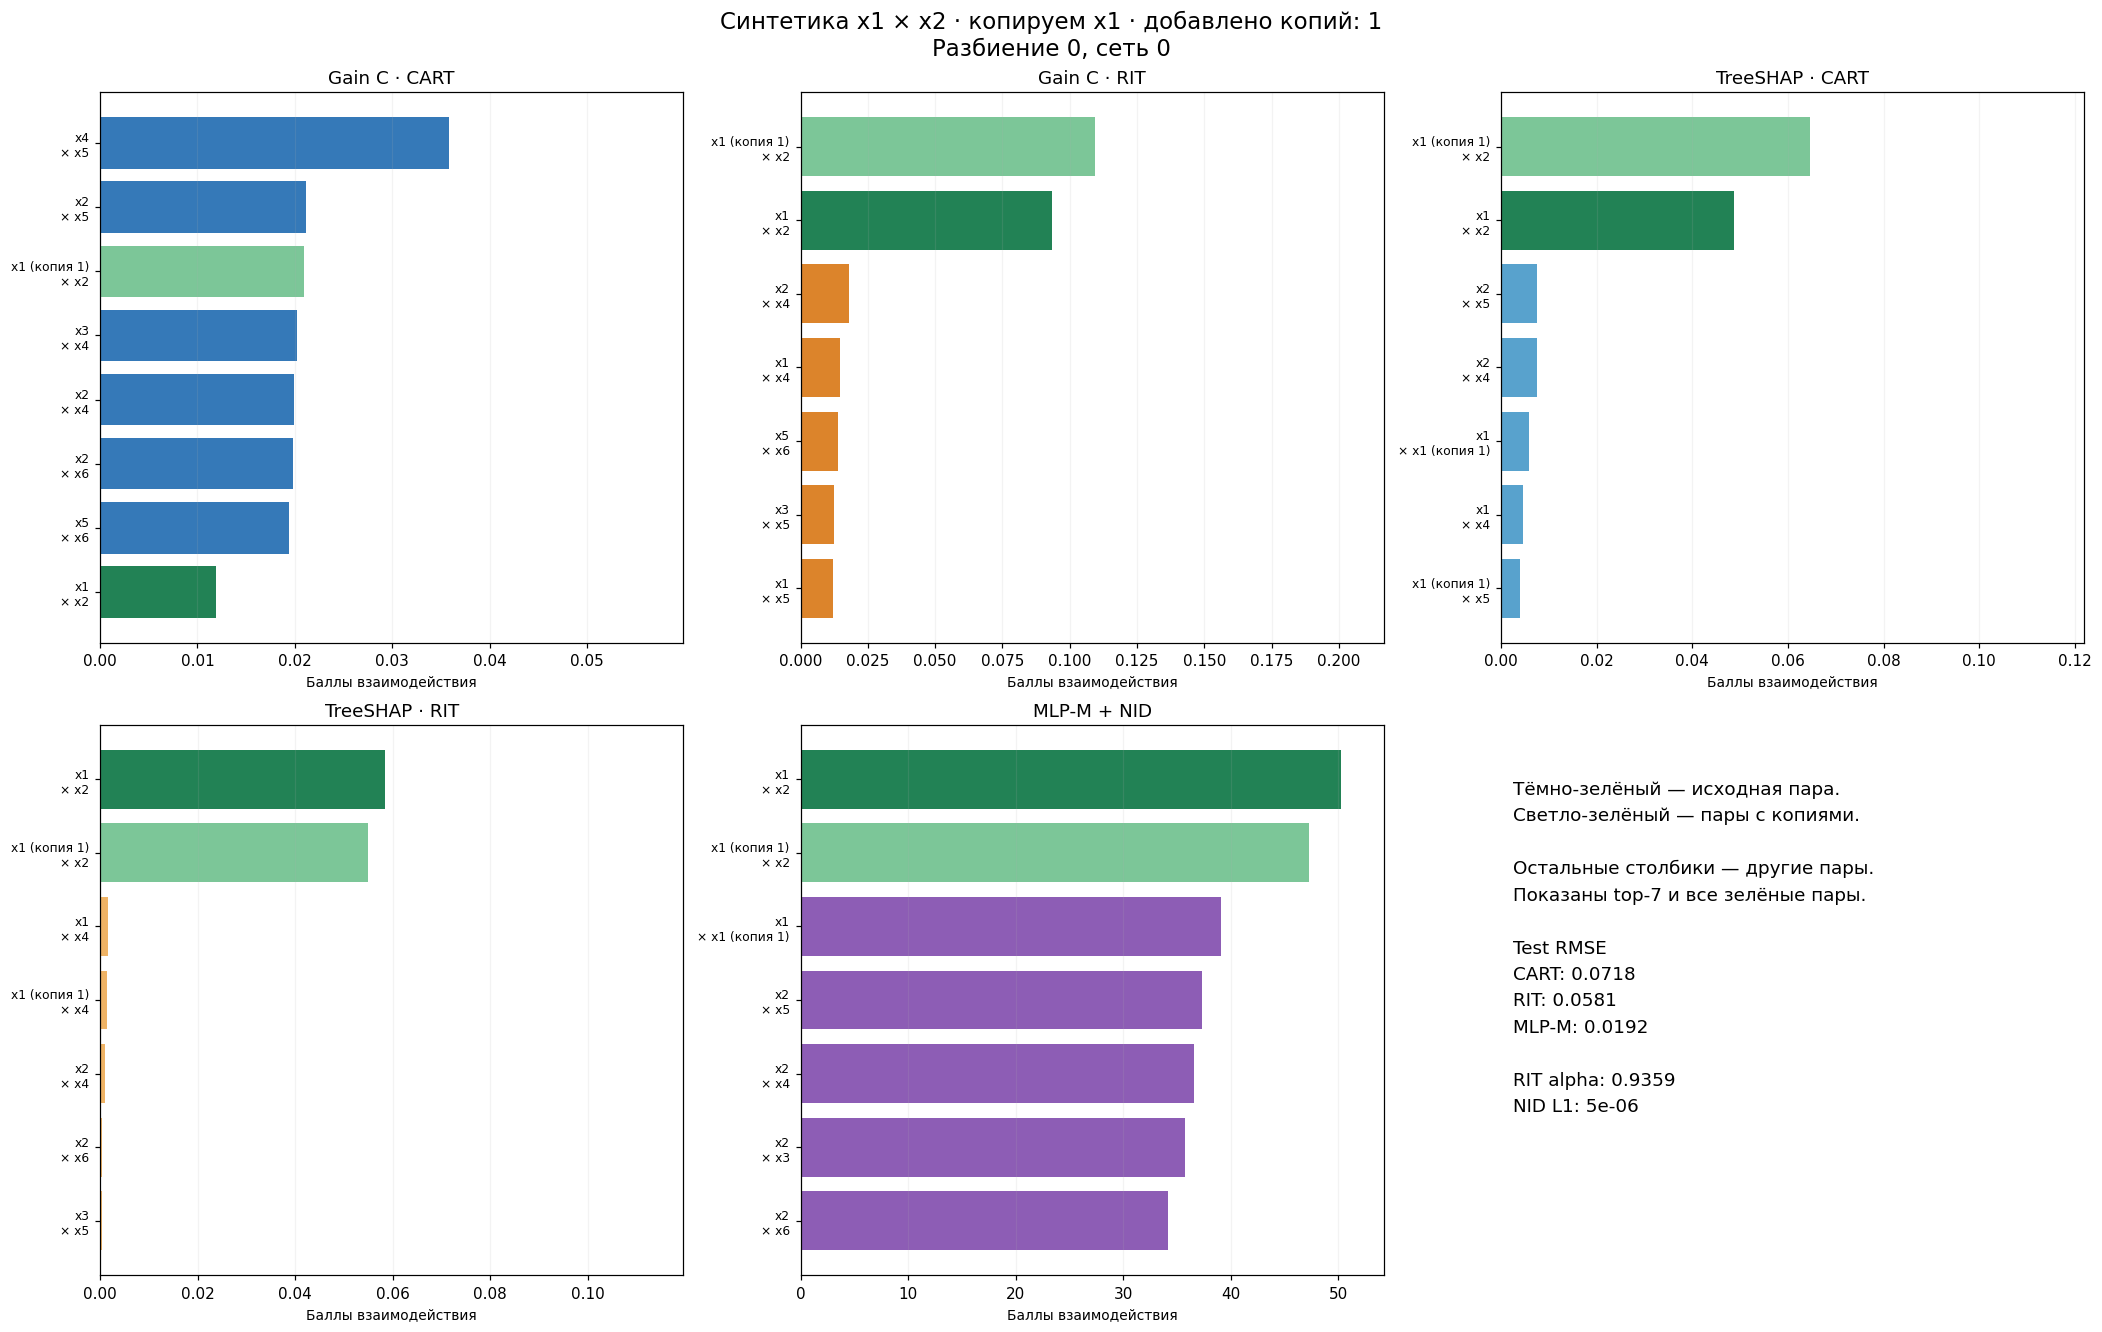 Синтетика x1 × x2 · копируем x1 · добавлено копий: 1
Разбиение 0, сеть 0
Gain C · CART
x4
× x5
x2
× x5
x1 (копия 1)
× x2
x3
× x4
x2
× x4
x2
× x6
x5
× x6
x1
× x2
0.00 0.01 0.02 0.03 0.04 0.05
Баллы взаимодействия
Gain C · RIT
x1 (копия 1)
× x2
x1
× x2
x2
× x4
x1
× x4
x5
× x6
x3
× x5
x1
× x5
0.000 0.025 0.050 0.075 0.100 0.125 0.150 0.175 0.200
Баллы взаимодействия
TreeSHAP · CART
x1 (копия 1)
× x2
x1
× x2
x2
× x5
x2
× x4
x1
× x1 (копия 1)
x1
× x4
x1 (копия 1)
× x5
0.00 0.02 0.04 0.06 0.08 0.10 0.12
Баллы взаимодействия
TreeSHAP · RIT
x1
× x2
x1 (копия 1)
× x2
x1
× x4
x1 (копия 1)
× x4
x2
× x4
x2
× x6
x3
× x5
0.00 0.02 0.04 0.06 0.08 0.10
Баллы взаимодействия
MLP-M + NID
x1
× x2
x1 (копия 1)
× x2
x1
× x1 (копия 1)
x2
× x5
x2
× x4
x2
× x3
x2
× x6
0 10 20 30 40 50
Баллы взаимодействия
Тёмно-зелёный — исходная пара.
Светло-зелёный — пары с копиями.
Остальные столбики — другие пары.
Показаны top-7 и все зелёные пары.
Test RMSE
CART: 0.0718
RIT: 0.0581
MLP-M: 0.0192
RIT alpha: 0.9359
NID L1: 5e-06